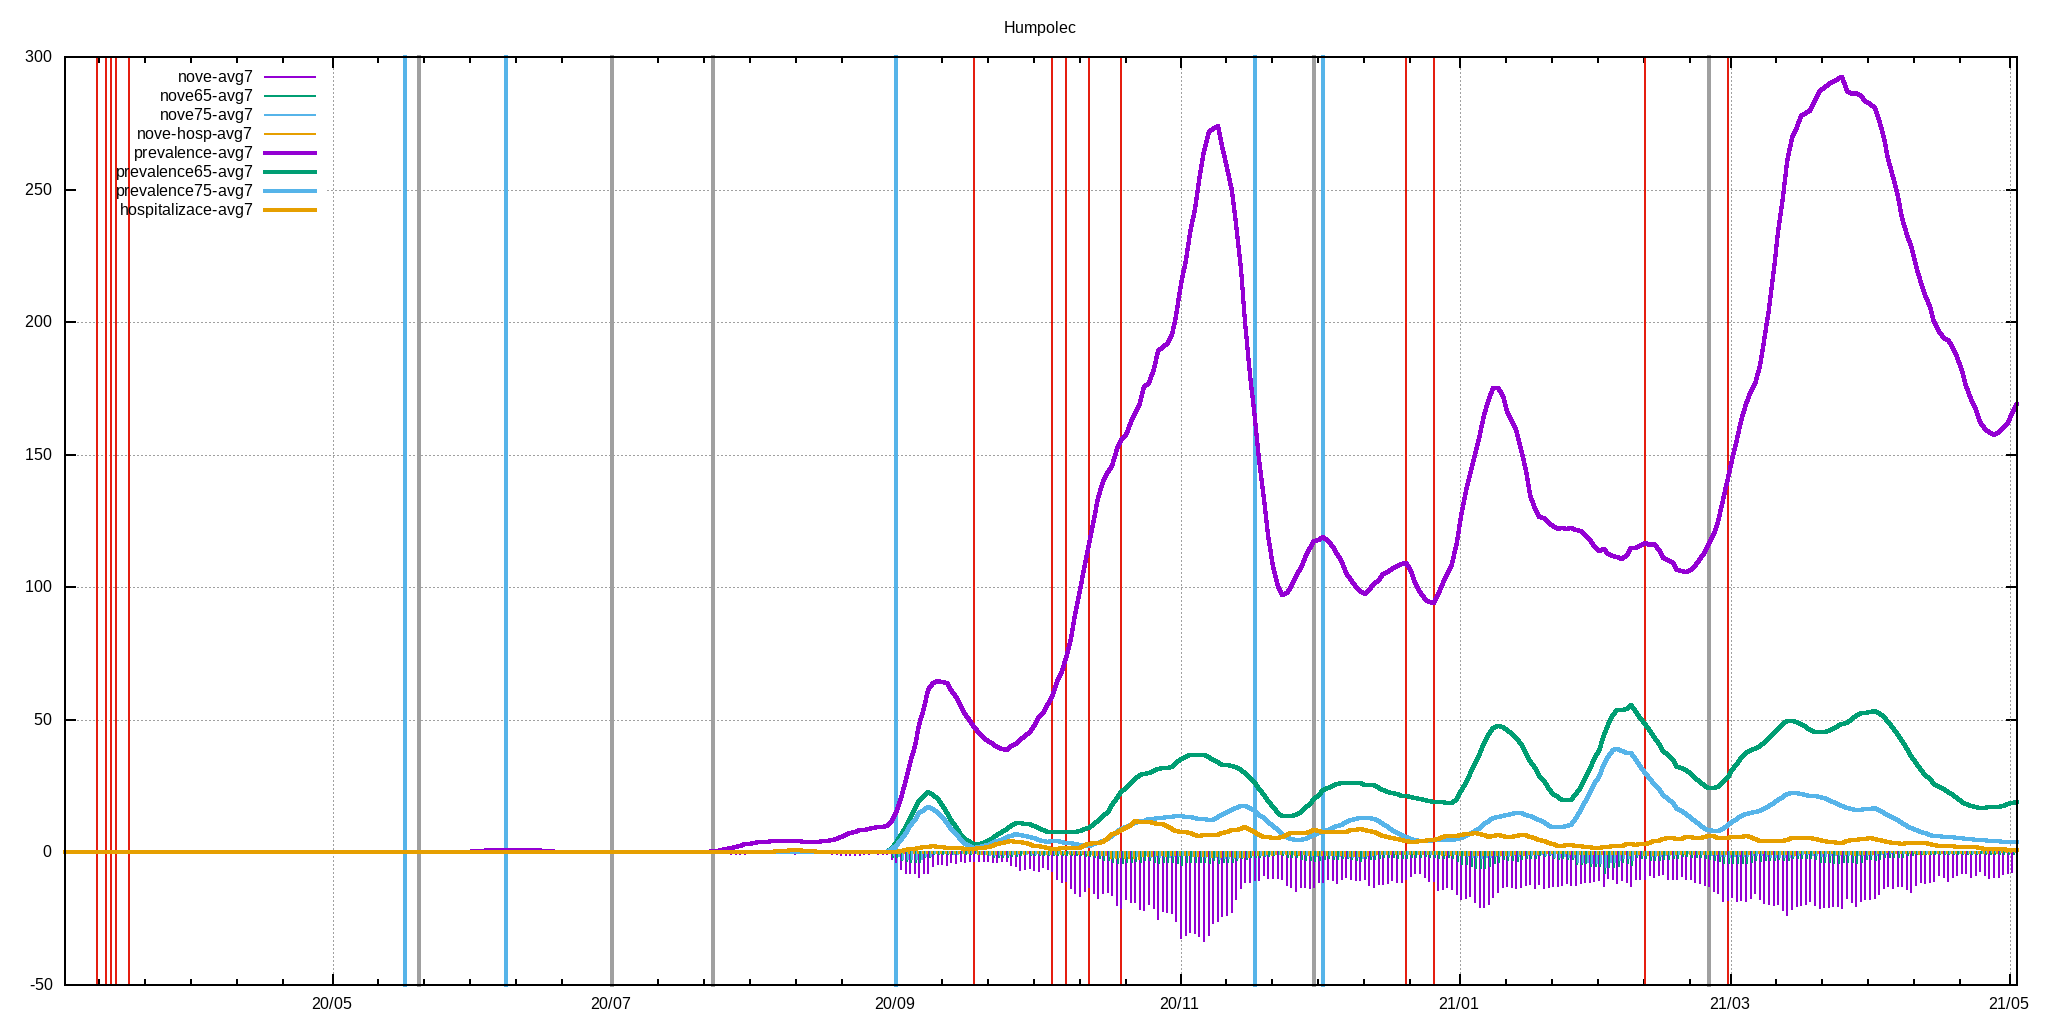 Humpolec
300
250
200
150
100
50
0
-50
nove-avg7
nove65-avg7
nove75-avg7
nove-hosp-avg7
prevalence-avg7
prevalence65-avg7
prevalence75-avg7
hospitalizace-avg7
20/05 20/07 20/09 20/11 21/01 21/03 21/05